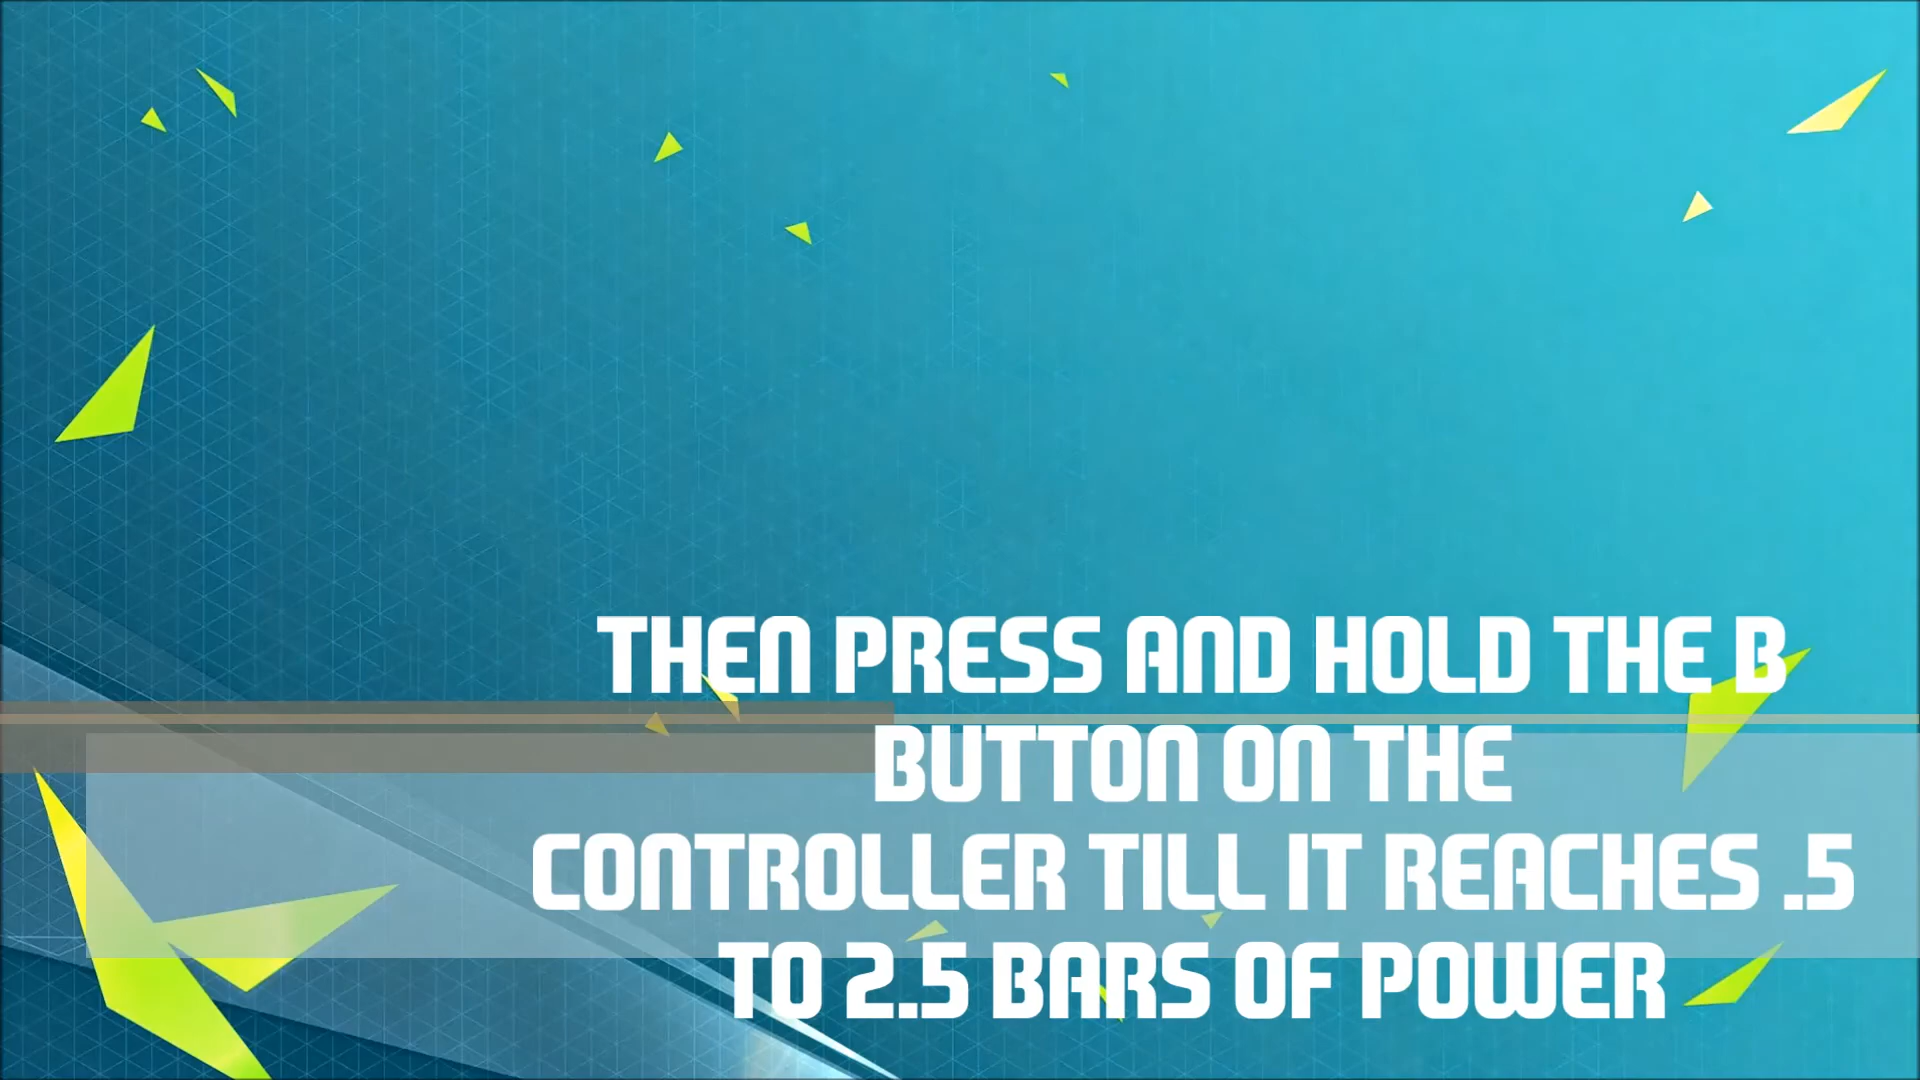 THEN PRESS AND HOLD THE B
BUTTON ON THE
CONTROLLER TILL IT REACHES .5
TO 2.5 BARS OF POWER